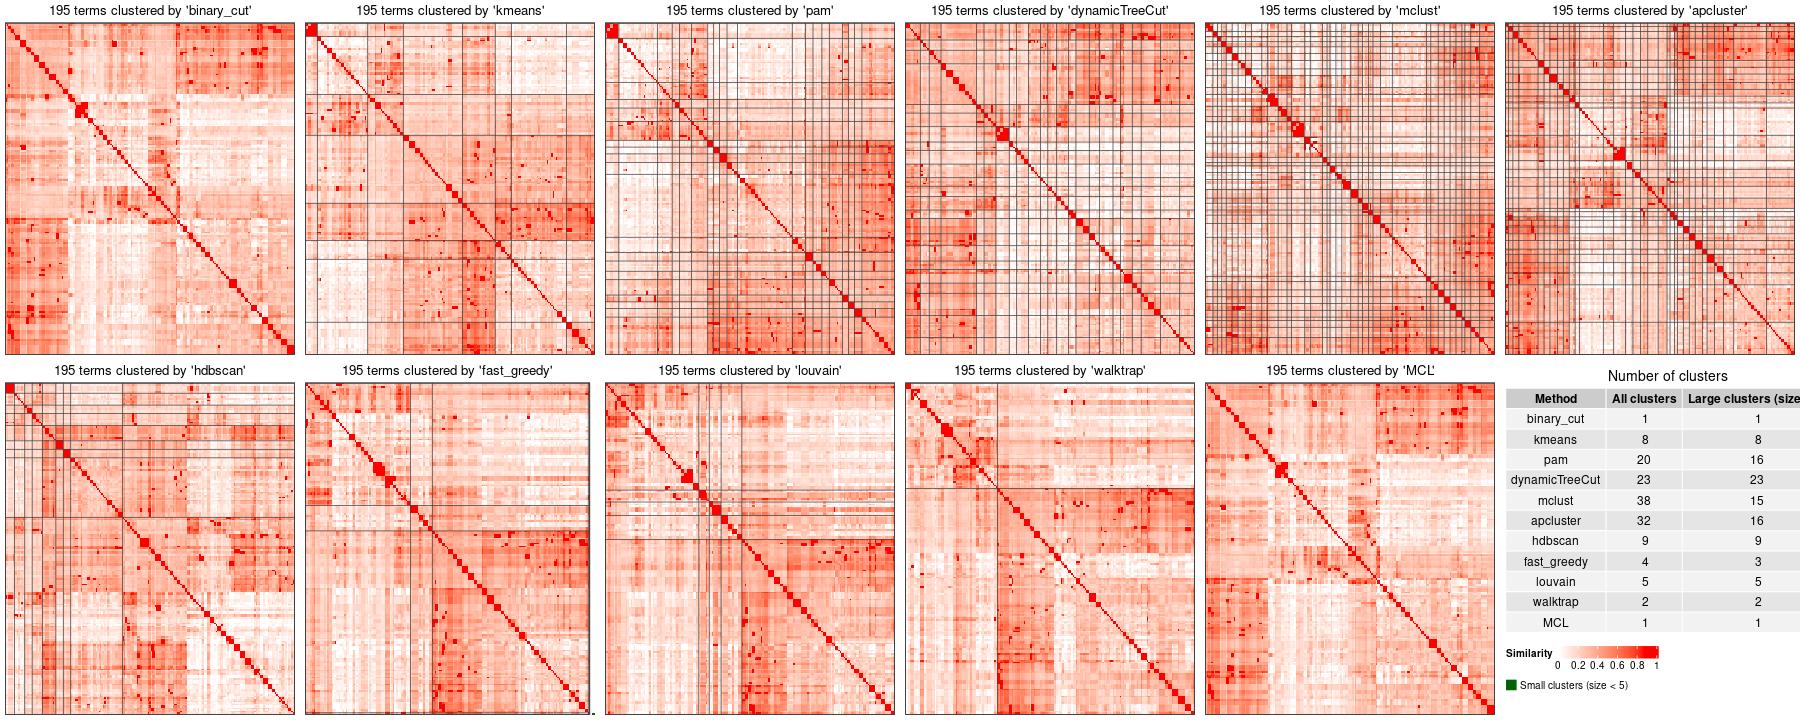 195 terms clustered by 'binary_cut'
195 terms clustered by 'kmeans'
195 terms clustered by 'pam'
195 terms clustered by 'dynamicTreeCut'
195 terms clustered by 'mclust'
195 terms clustered by 'apcluster'
195 terms clustered by 'hdbscan'
195 terms clustered by 'fast_greedy'
195 terms clustered by 'louvain'
195 terms clustered by 'walktrap'
195 terms clustered by 'MCL'
Number of clusters
Method All clusters Large clusters (size
binary_cut 1 1
kmeans 8 8
pam 20 16
dynamicTreeCut 23 23
mclust 38 15
apcluster 32 16
hdbscan 9 9
fast_greedy 4 3
louvain 5 5
walktrap 2 2
MCL 1 1
Similarity
0 0.2 0.4 0.6 0.8 1
Small clusters (size < 5)